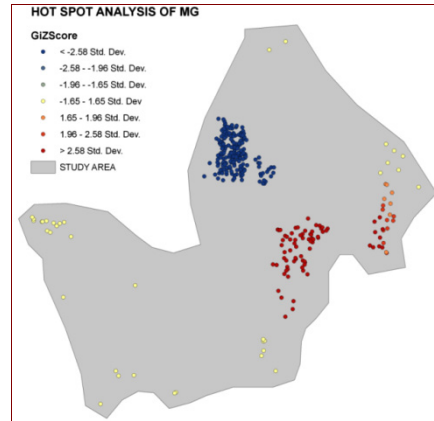 HOT SPOT ANALYSIS OF MG
GiZScore
< -2.58 Std. Dev.
-2.58 - -1.96 Std. Dev.
-1.96 - -1.65 Std. Dev.
-1.65 - 1.65 Std. Dev
1.65 - 1.96 Std. Dev.
1.96 - 2.58 Std. Dev.
> 2.58 Std. Dev.
STUDY AREA